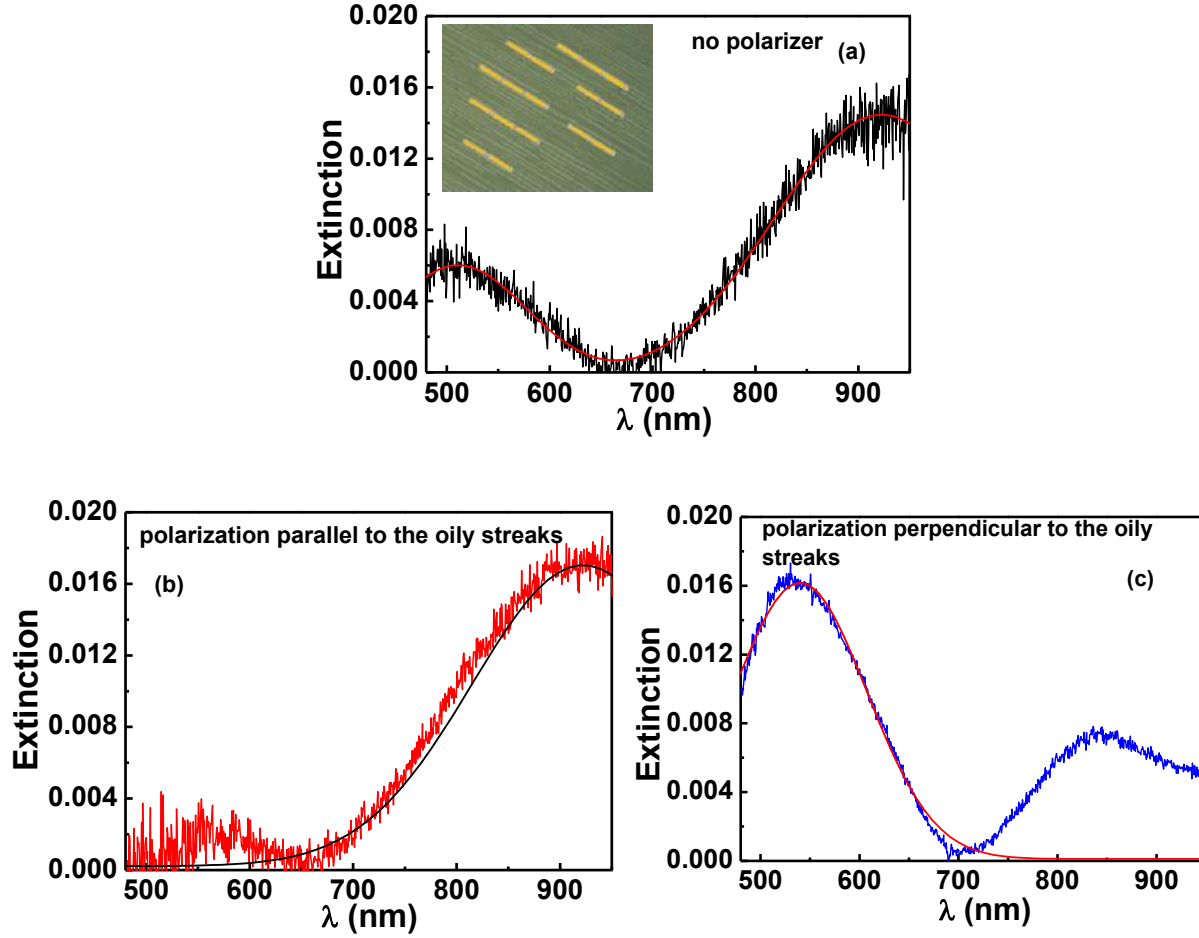 no polarizer (a)
Extinction
0.020
0.016
0.012
0.008
0.004
0.000
500 600 700 800 900
λ (nm)
polarization parallel to the oily streaks
(b)
Extinction
0.020
0.016
0.012
0.008
0.004
0.000
500 600 700 800 900
λ (nm)
polarization perpendicular to the oily
streaks
(c)
Extinction
0.020
0.016
0.012
0.008
0.004
0.000
500 600 700 800 900
λ (nm)